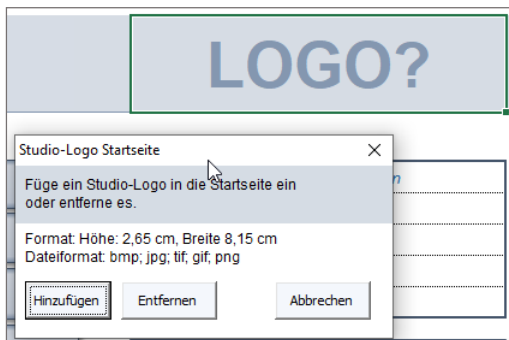 LOGO?
Studio-Logo Startseite
n
Füge ein Studio-Logo in die Startseite ein
oder entferne es.
Format: Höhe: 2,65 cm, Breite 8,15 cm
Dateiformat: bmp; jpg; tif; gif; png
Hinzufügen Entfernen Abbrechen